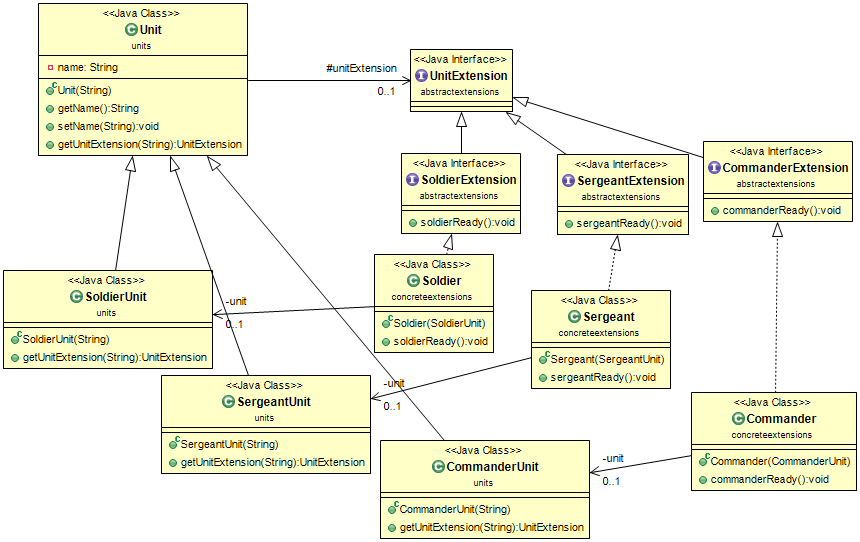 <<Java Class>>
C Unit
units
name: String
c Unit(String)
getName():String
setName(String):void
getUnitExtension(String):UnitExtension
#unitExtension
0..1
<<Java Interface>>
I UnitExtension
abstractextensions
<<Java Interface>>
I SoldierExtension
abstractextensions
soldierReady():void
<<Java Interface>>
I SergeantExtension
abstractextensions
sergeantReady():void
<<Java Interface>>
I CommanderExtension
abstractextensions
commanderReady():void
<<Java Class>>
C SoldierUnit
units
c SoldierUnit(String)
getUnitExtension(String):UnitExtension
-unit
0..1
<<Java Class>>
C Soldier
concreteextensions
c Soldier(SoldierUnit)
soldierReady():void
<<Java Class>>
C Sergeant
concreteextensions
c Sergeant(SergeantUnit)
sergeantReady():void
<<Java Class>>
C SergeantUnit
units
c SergeantUnit(String)
getUnitExtension(String):UnitExtension
-unit
0..1
<<Java Class>>
C Commander
concreteextensions
c Commander(CommanderUnit)
commanderReady():void
<<Java Class>>
C CommanderUnit
units
c CommanderUnit(String)
getUnitExtension(String):UnitExtension
-unit
0..1